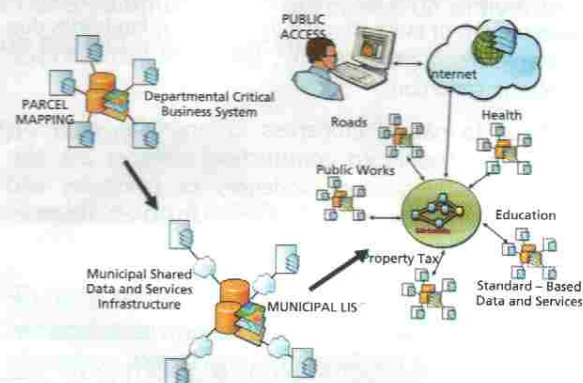 PUBLIC
ACCESS
Internet
PARCEL
MAPPING
Departmental Critical
Business System
Roads
Health
Public Works
Education
Property Tax
Standard – Based
Data and Services
Municipal Shared
Data and Services
Infrastructure
MUNICIPAL LIS